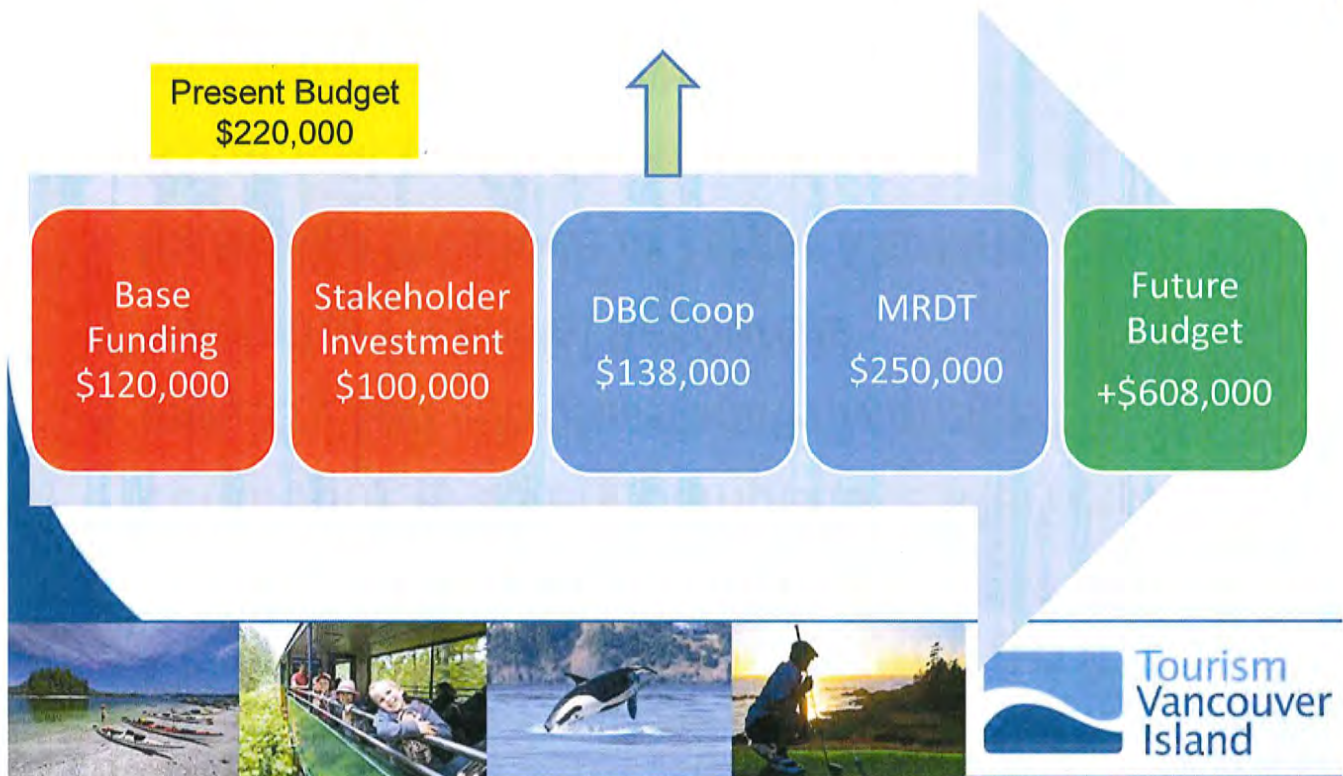 Present Budget
$220,000
Base
Funding
$120,000
Stakeholder
Investment
$100,000
DBC Coop
$138,000
MRDT
$250,000
Future
Budget
+$608,000
Tourism
Vancouver
Island